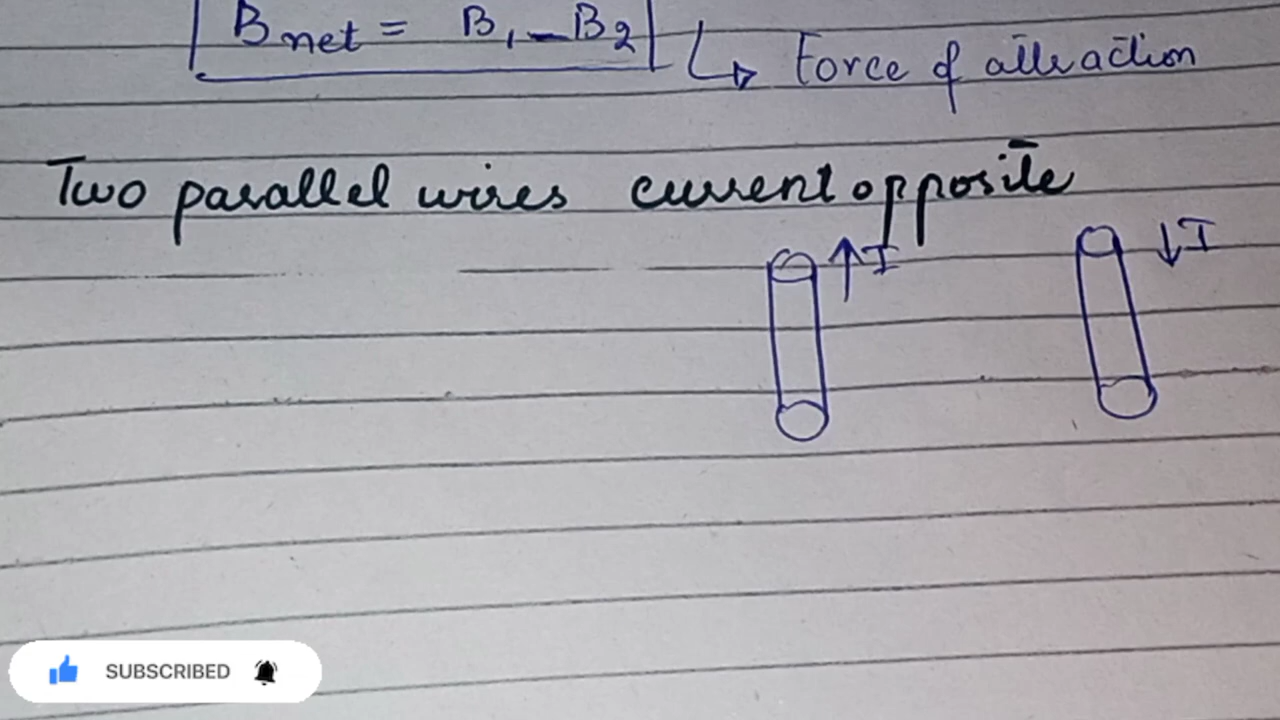 Bnet = B1 - B2
Force of attraction
Two parallel wires current opposite
↑I
↓I
SUBSCRIBED